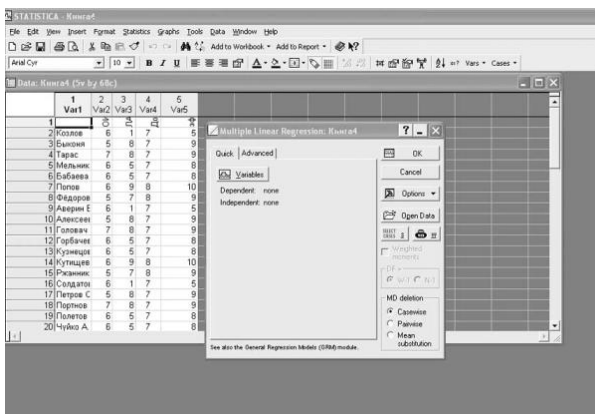 STATISTICA - Книга4
File Edit View Insert Format Statistics Graphs Tools Data Window Help
Add to Workbook Add to Report
Arial Cyr 10 B I U Vars Cases
Data: Книга4 (5v by 68c)
1 2 3 4 5
Var1 Var2 Var3 Var4 Var5
1
2 Козлов 6 1 7 5
3 Быконя 5 8 7 9
4 Тарас 7 8 7 9
5 Мельник 6 5 7 8
6 Бабаева 6 5 7 8
7 Попов 6 9 8 10
8 Федоров 5 7 8 9
9 Аверин Е 6 1 7 5
10 Алексеев 5 8 7 9
11 Головач 7 8 7 9
12 Горбачев 6 5 7 8
13 Кузнецов 6 5 7 8
14 Кутищев 6 9 8 10
15 Ржанник 5 7 8 9
16 Солдатов 6 1 7 5
17 Петров С 5 8 7 9
18 Портнов 7 8 7 9
19 Полетов 6 5 7 8
20 Чуйко А 6 5 7 8
Multiple Linear Regression: Книга4
Quick Advanced
Variables
Dependent: none
Independent: none
See also the General Regression Models (GRM) module.
OK
Cancel
Options
Open Data
SELECT CASES S W
Weighted moments
DF =
W-1 N-1
MD deletion
Casewise
Pairwise
Mean substitution